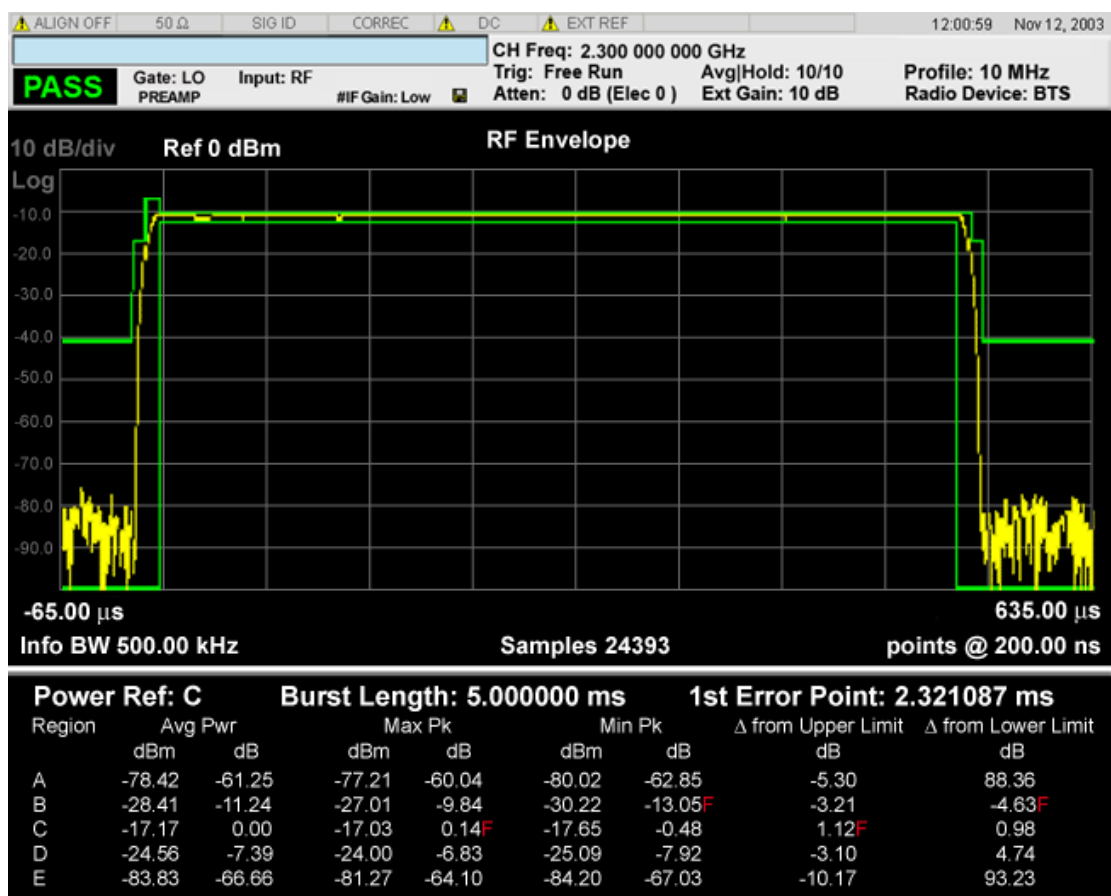 ALIGN OFF 50 Ω SIG ID CORREC DC EXT REF 12:00:59 Nov 12, 2003
CH Freq: 2.300 000 000 GHz
PASS Gate: LO Input: RF Trig: Free Run Avg|Hold: 10/10 Profile: 10 MHz
PREAMP #IF Gain: Low Atten: 0 dB (Elec 0 ) Ext Gain: 10 dB Radio Device: BTS
10 dB/div Ref 0 dBm RF Envelope
Log
-10.0
-20.0
-30.0
-40.0
-50.0
-60.0
-70.0
-80.0
-90.0
-65.00 µs 635.00 µs
Info BW 500.00 kHz Samples 24393 points @ 200.00 ns
Power Ref: C Burst Length: 5.000000 ms 1st Error Point: 2.321087 ms
Region Avg Pwr Max Pk Min Pk Δ from Upper Limit Δ from Lower Limit
dBm dB dBm dB dBm dB dB dB
A -78.42 -61.25 -77.21 -60.04 -80.02 -62.85 -5.30 88.36
B -28.41 -11.24 -27.01 -9.84 -30.22 -13.05F -3.21 -4.63F
C -17.17 0.00 -17.03 0.14F -17.65 -0.48 1.12F 0.98
D -24.56 -7.39 -24.00 -6.83 -25.09 -7.92 -3.10 4.74
E -83.83 -66.66 -81.27 -64.10 -84.20 -67.03 -10.17 93.23